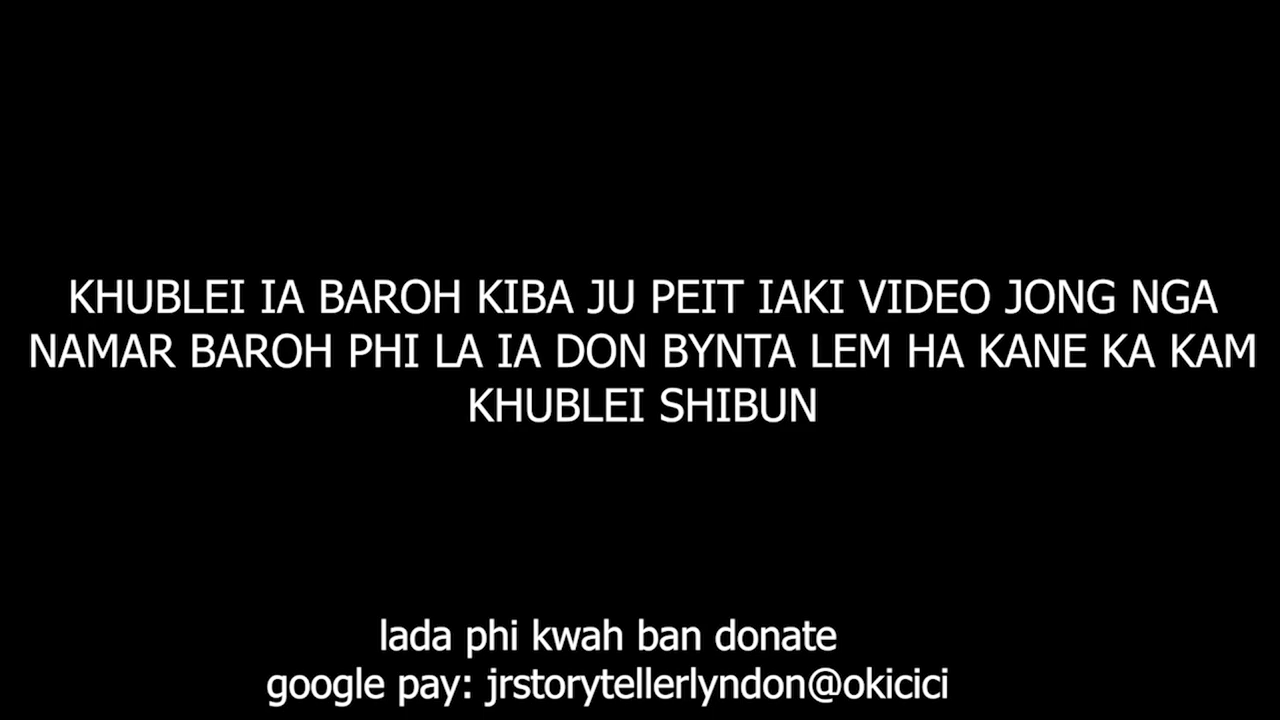 KHUBLEI IA BAROH KIBA JU PEIT IAKI VIDEO JONG NGA
NAMAR BAROH PHI LA IA DON BYNTA LEM HA KANE KA KAM
KHUBLEI SHIBUN
lada phi kwah ban donate
google pay: jrstorytellerlyndon@okicici